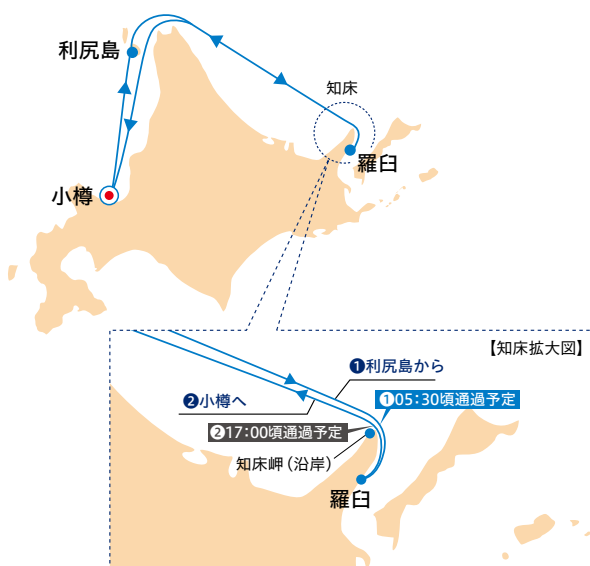 利尻島
知床
羅臼
小樽
【知床拡大図】
❶利尻島から
❷小樽へ
❶05:30頃通過予定
❷17:00頃通過予定
知床岬(沿岸)
羅臼